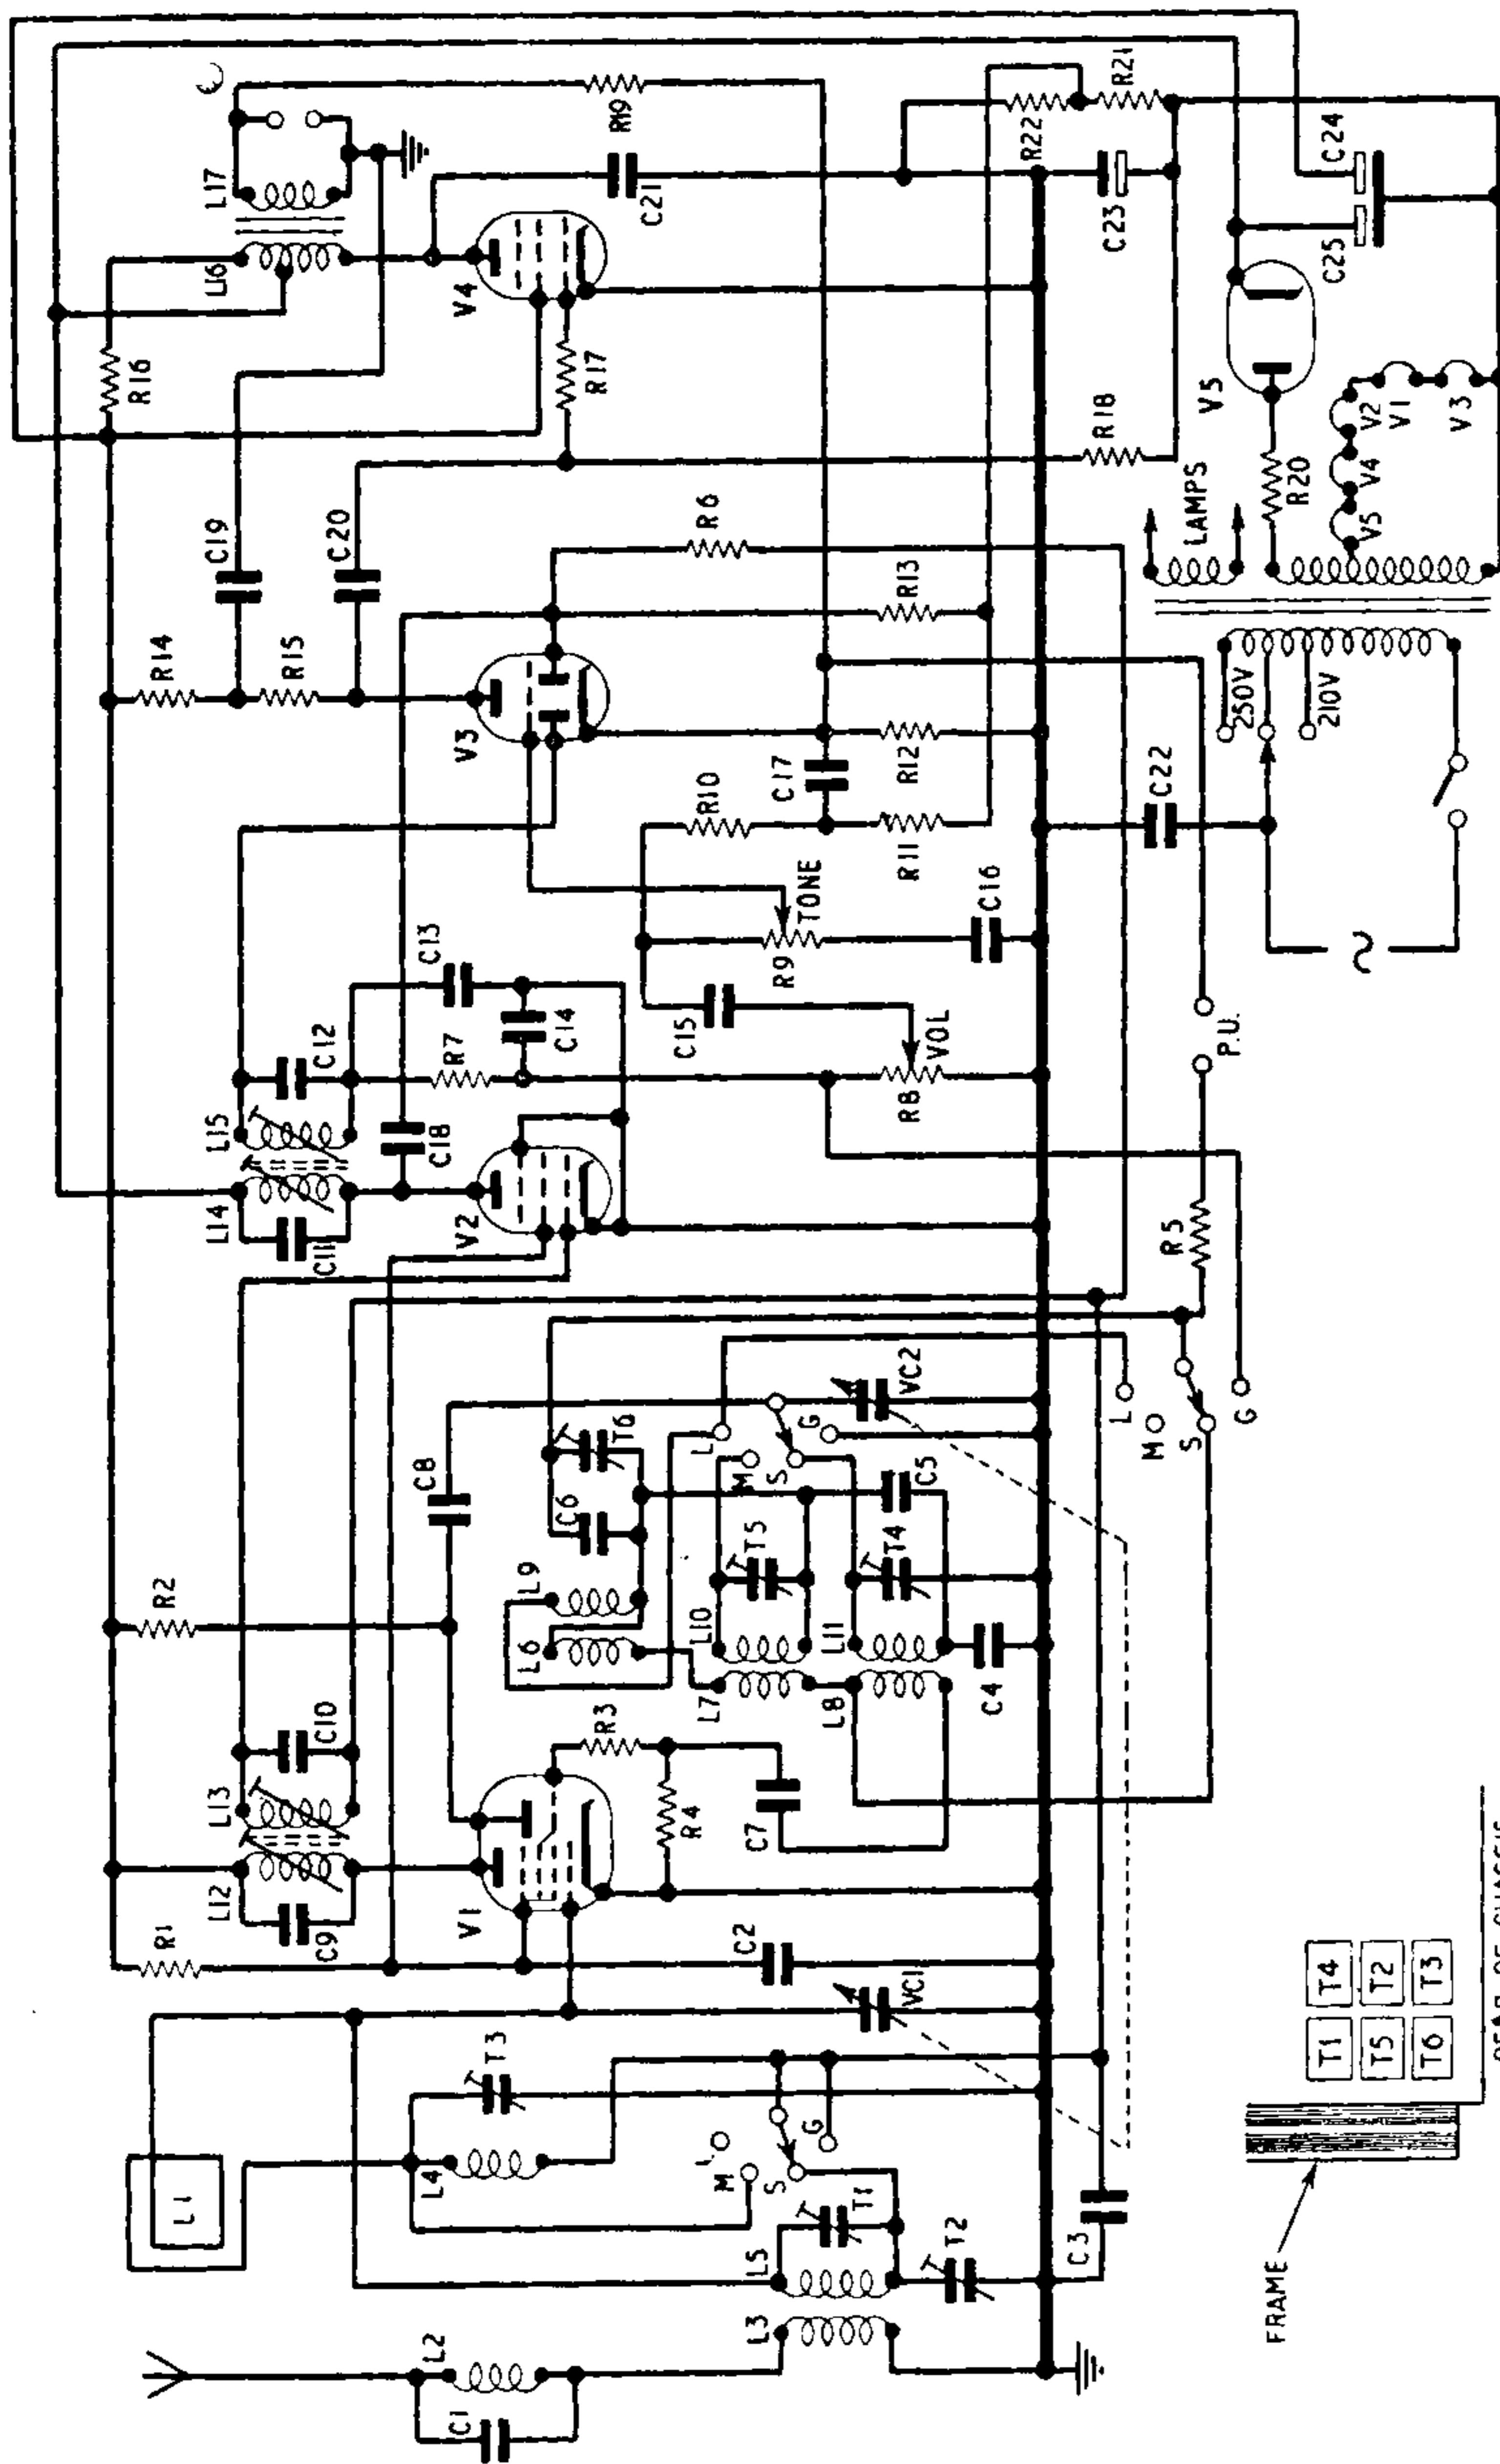 L1
L2
C1
L3
L5
T1
T2
C3
L4
T3
L
M
S
G
VC1
C2
R1
L12
C9
L13
C10
V1
R3
R4
C7
R2
C8
L6
L9
C6
T6
L7
L10
T5
L8
L11
T4
C5
C4
L
M
S
G
VC2
L
M
S
G
R5
P.U.
L14
C11
L15
C12
V2
C18
R7
C13
C14
R8
VOL
C15
R9
TONE
C16
R10
R11
C17
R12
V3
R14
R15
C19
C20
R6
R13
R16
L16
L17
V4
R17
R18
R19
C21
R22
R21
C23
C24
C25
V5
R20
LAMPS
V5
V4
V2
V1
V3
250V
210V
C22
FRAME
T1 T4
T5 T2
T6 T3